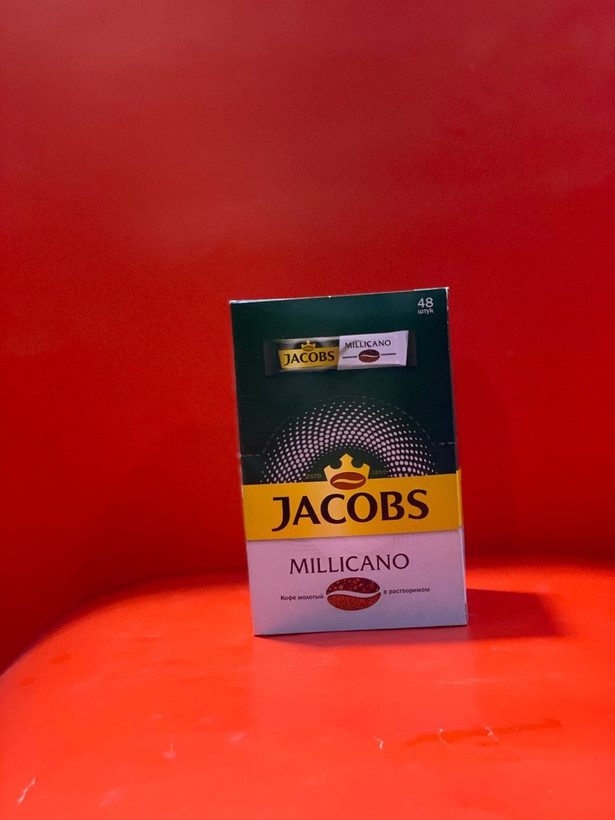 48
штук
JACOBS MILLICANO
JACOBS
MILLICANO
Кофе молотый в растворимом